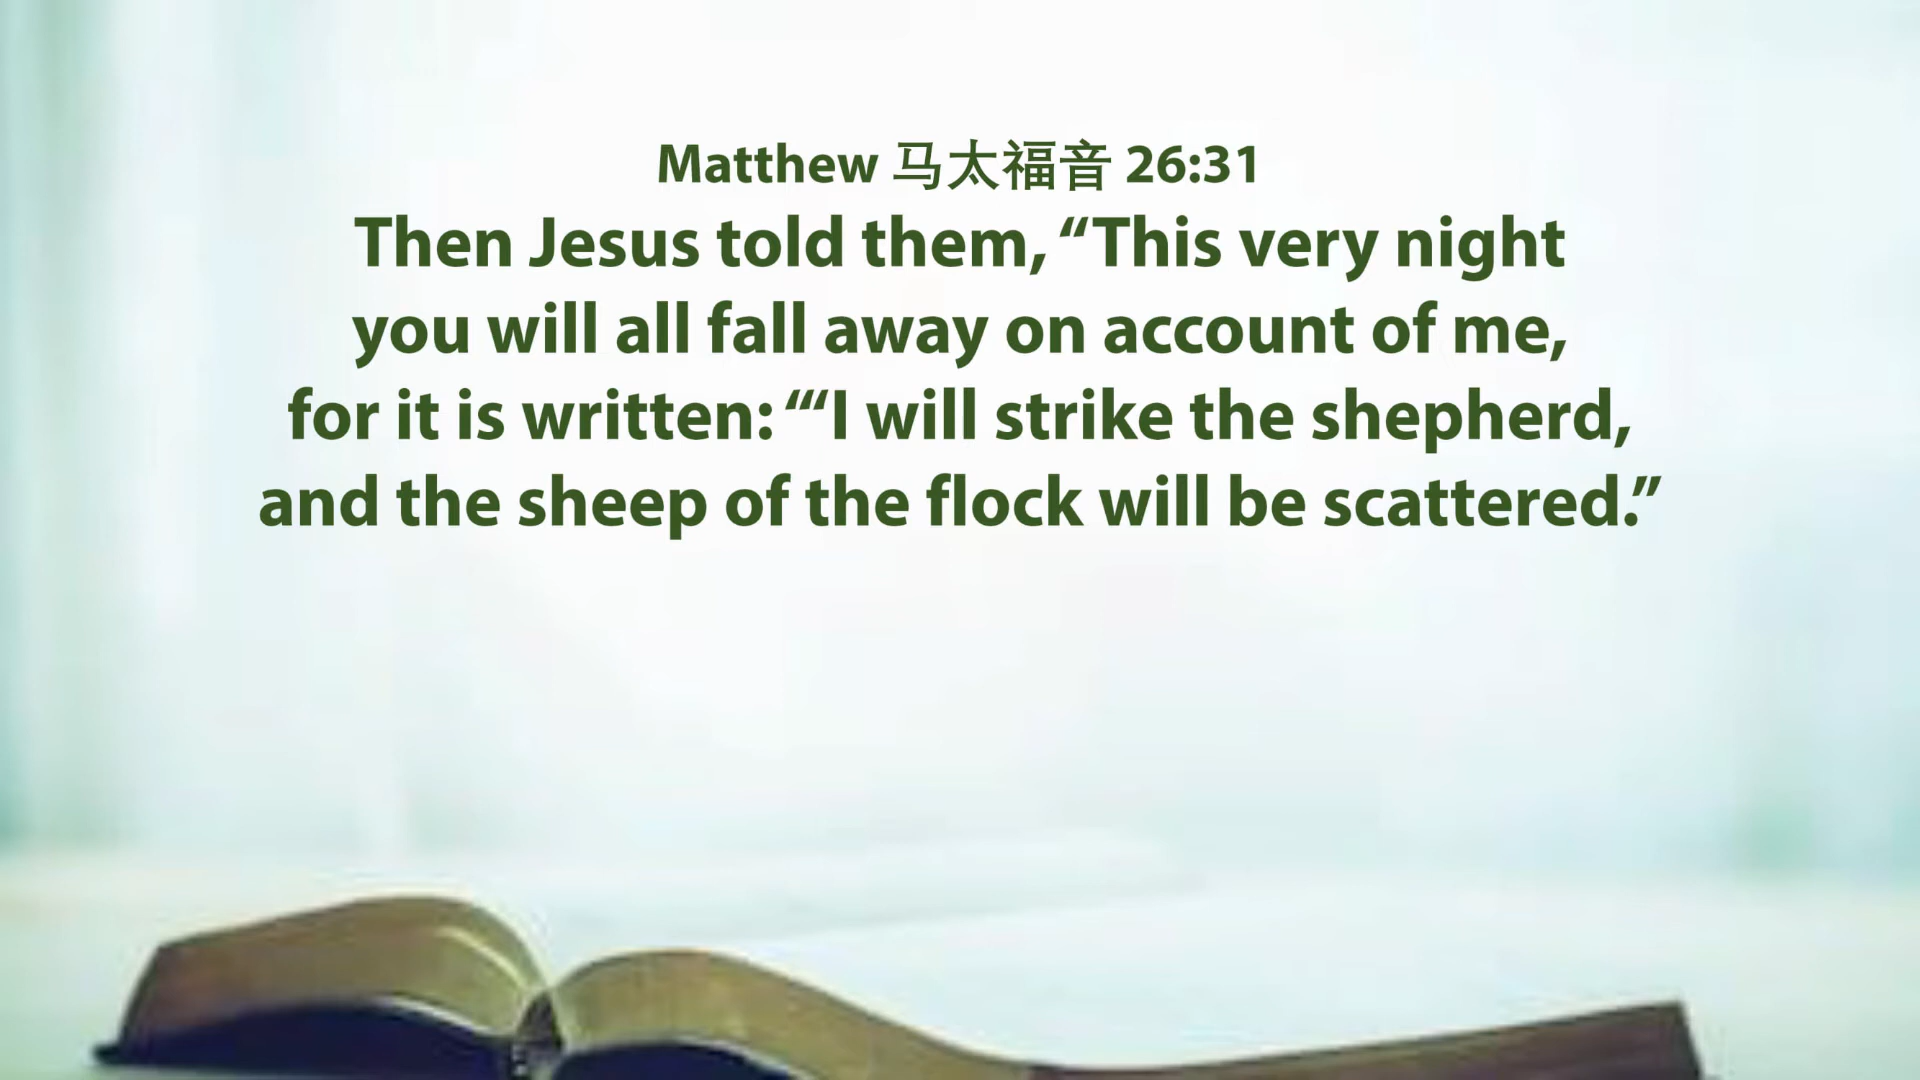 Matthew 马太福音 26:31
Then Jesus told them, “This very night
you will all fall away on account of me,
for it is written: “‘I will strike the shepherd,
and the sheep of the flock will be scattered.”